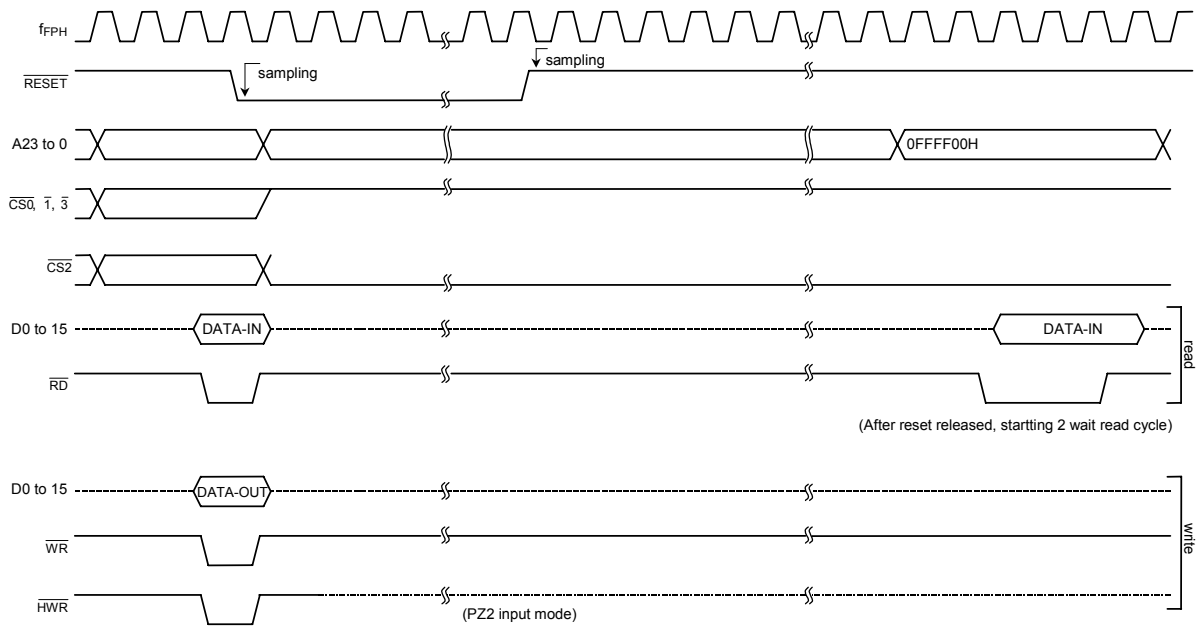 fFPH
RESET
sampling
sampling
A23 to 0
0FFFF00H
CS0, 1, 3
CS2
D0 to 15
DATA-IN
DATA-IN
read
RD
(After reset released, startting 2 wait read cycle)
D0 to 15
DATA-OUT
write
WR
HWR
(PZ2 input mode)